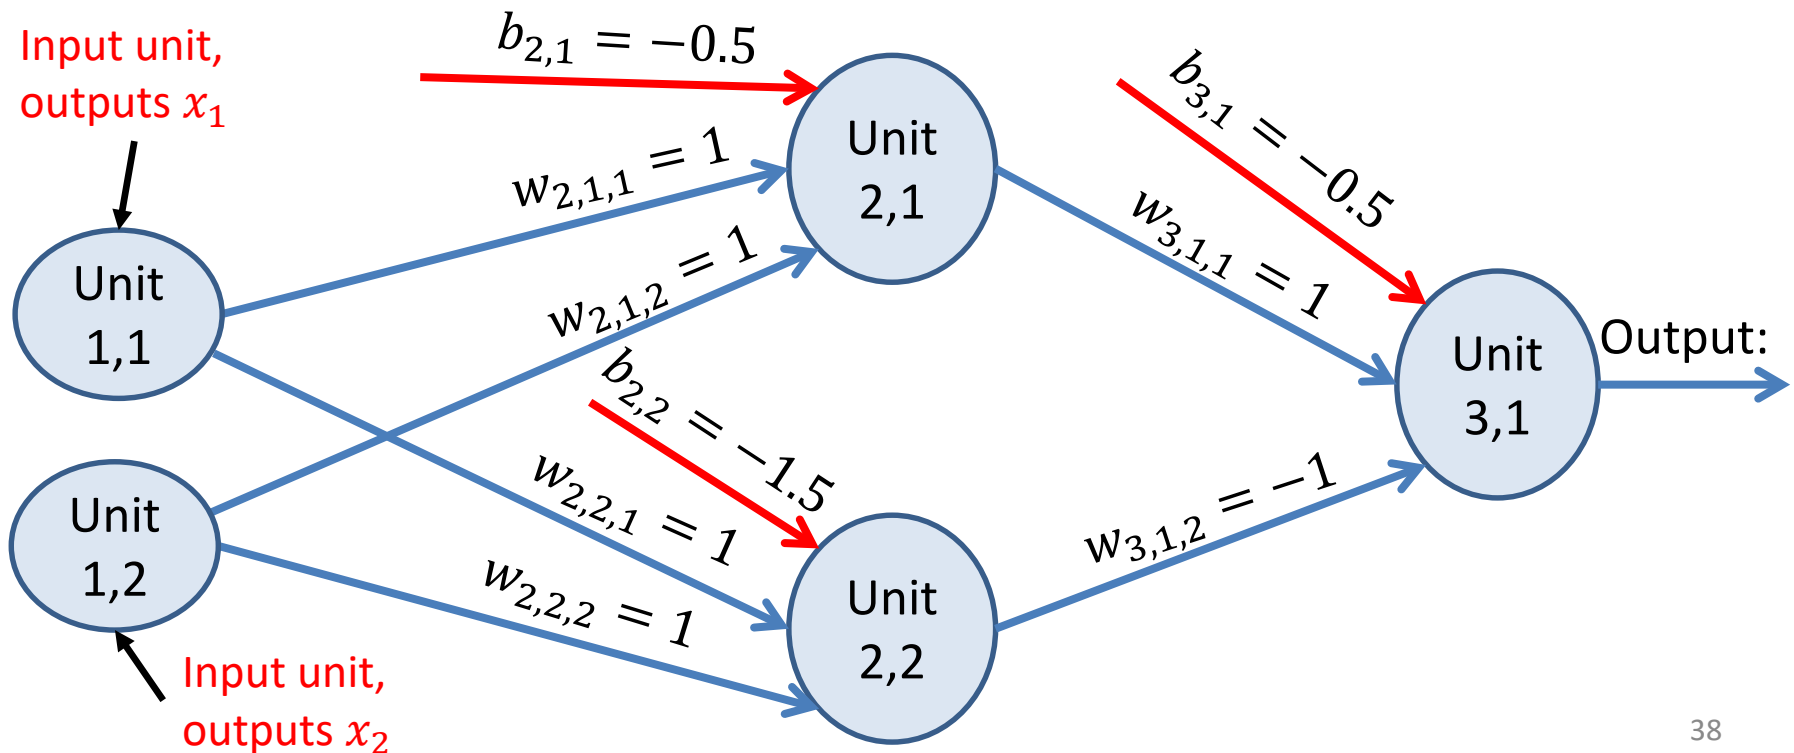 Input unit,
outputs x₁
b₂,₁ = −0.5
b₃,₁ = −0.5
w₂,₁,₁ = 1
w₂,₁,₂ = 1
Unit
2,1
w₃,₁,₁ = 1
Unit
1,1
b₂,₂ = −1.5
Unit
3,1
Output:
Unit
1,2
w₂,₂,₁ = 1
w₂,₂,₂ = 1
Unit
2,2
w₃,₁,₂ = −1
Input unit,
outputs x₂
38